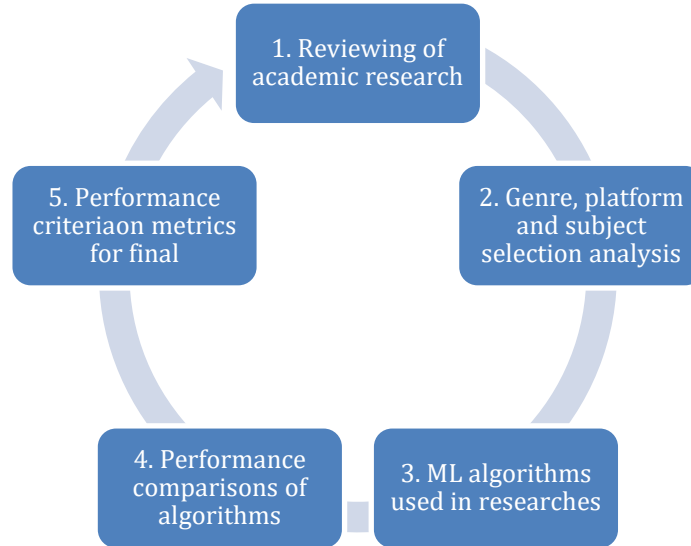 1. Reviewing of
academic research
2. Genre, platform
and subject
selection analysis
3. ML algorithms
used in researches
4. Performance
comparisons of
algorithms
5. Performance
criteriaon metrics
for final